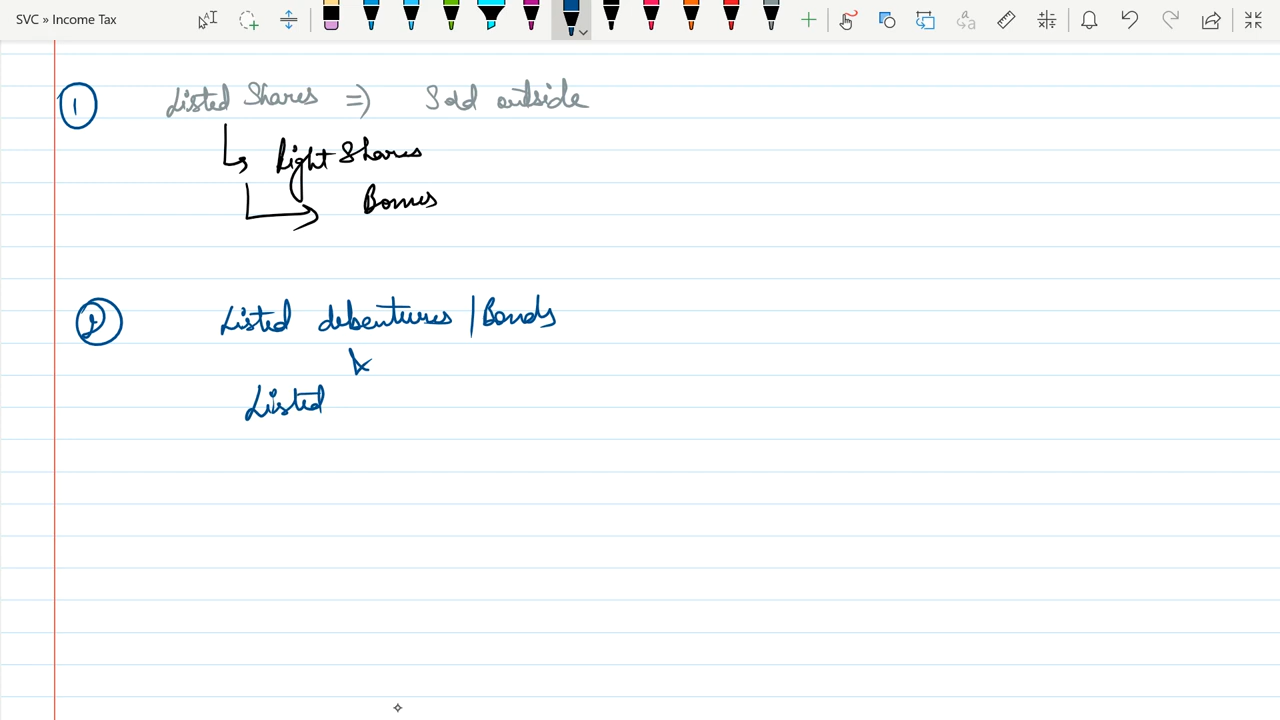 SVC » Income Tax
① Listed Shares => Sold outside
Right Shares
Bonus
② Listed debentures | Bonds
&
Listed